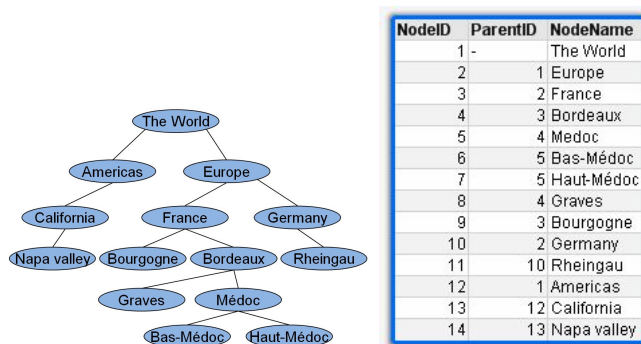 The World
Americas
Europe
California
France
Germany
Napa valley
Bourgogne
Bordeaux
Rheingau
Graves
Médoc
Bas-Médoc
Haut-Médoc
NodeID ParentID NodeName
1 - The World
2 1 Europe
3 2 France
4 3 Bordeaux
5 4 Medoc
6 5 Bas-Médoc
7 5 Haut-Médoc
8 4 Graves
9 3 Bourgogne
10 2 Germany
11 10 Rheingau
12 1 Americas
13 12 California
14 13 Napa valley